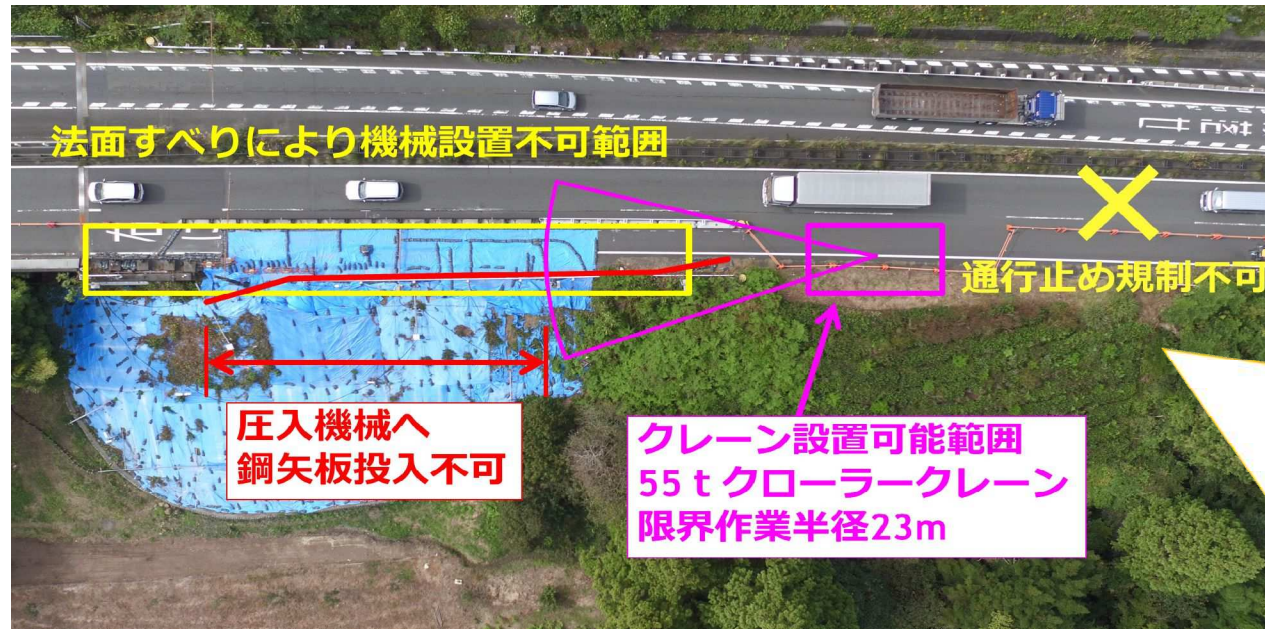 法面すべりにより機械設置不可範囲
通行止め規制不可
圧入機械へ
鋼矢板投入不可
クレーン設置可能範囲
55tクローラークレーン
限界作業半径23m